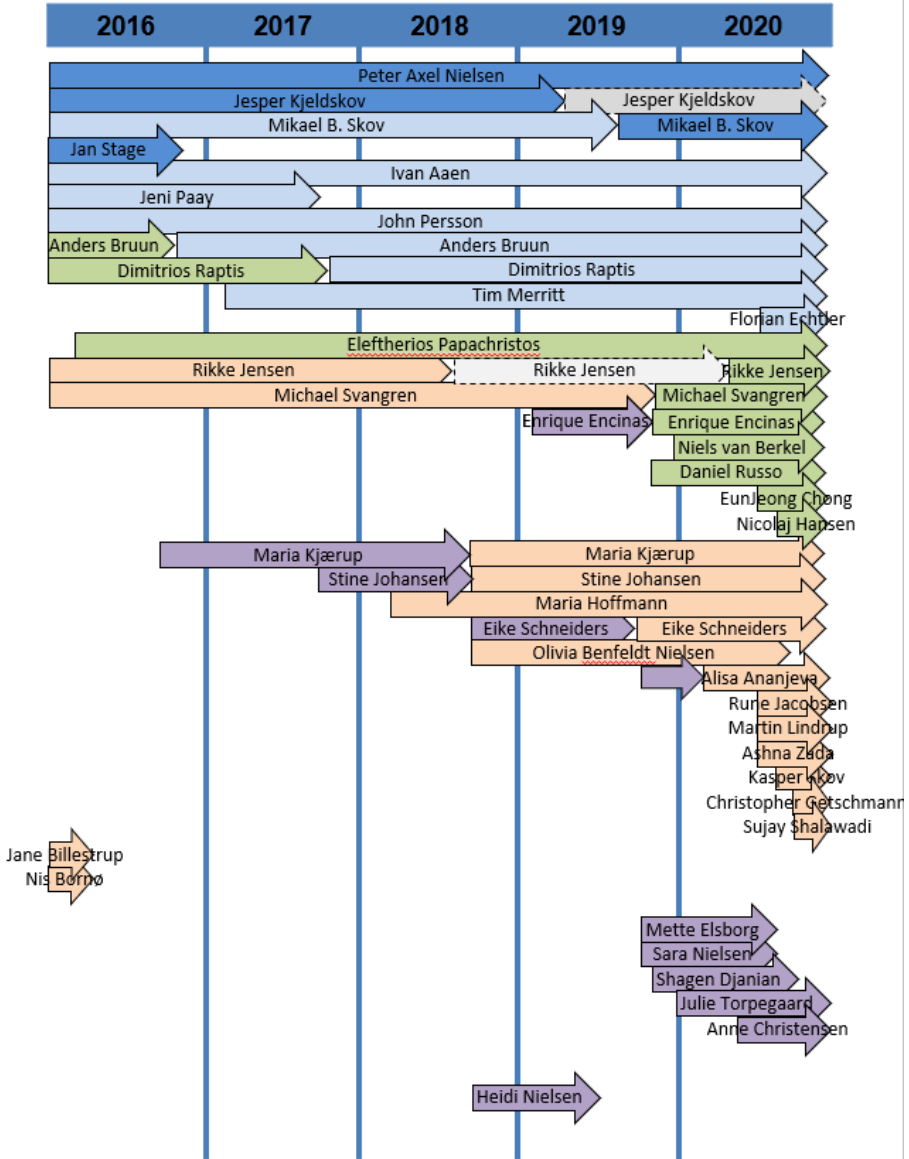 2016 2017 2018 2019 2020
Peter Axel Nielsen
Jesper Kjeldskov Jesper Kjeldskov
Mikael B. Skov Mikael B. Skov
Jan Stage
Ivan Aaen
Jeni Paay
John Persson
Anders Bruun Anders Bruun
Dimitrios Raptis Dimitrios Raptis
Tim Merritt
Florian Echtler
Eleftherios Papachristos
Rikke Jensen Rikke Jensen Rikke Jensen
Michael Svangren Michael Svangren
Enrique Encinas Enrique Encinas
Niels van Berkel
Daniel Russo
EunJeong Chong
Nicolaj Hansen
Maria Kjærup Maria Kjærup
Stine Johansen Stine Johansen
Maria Hoffmann
Eike Schneiders Eike Schneiders
Olivia Benfeldt Nielsen
Alisa Ananjeva
Rune Jacobsen
Martin Lindrup
Ashna Zada
Kasper Skov
Christopher Getschmann
Sujay Shalawadi
Jane Billestrup
Nis Bornø
Mette Elsborg
Sara Nielsen
Shagen Djanian
Julie Torpegaard
Anne Christensen
Heidi Nielsen